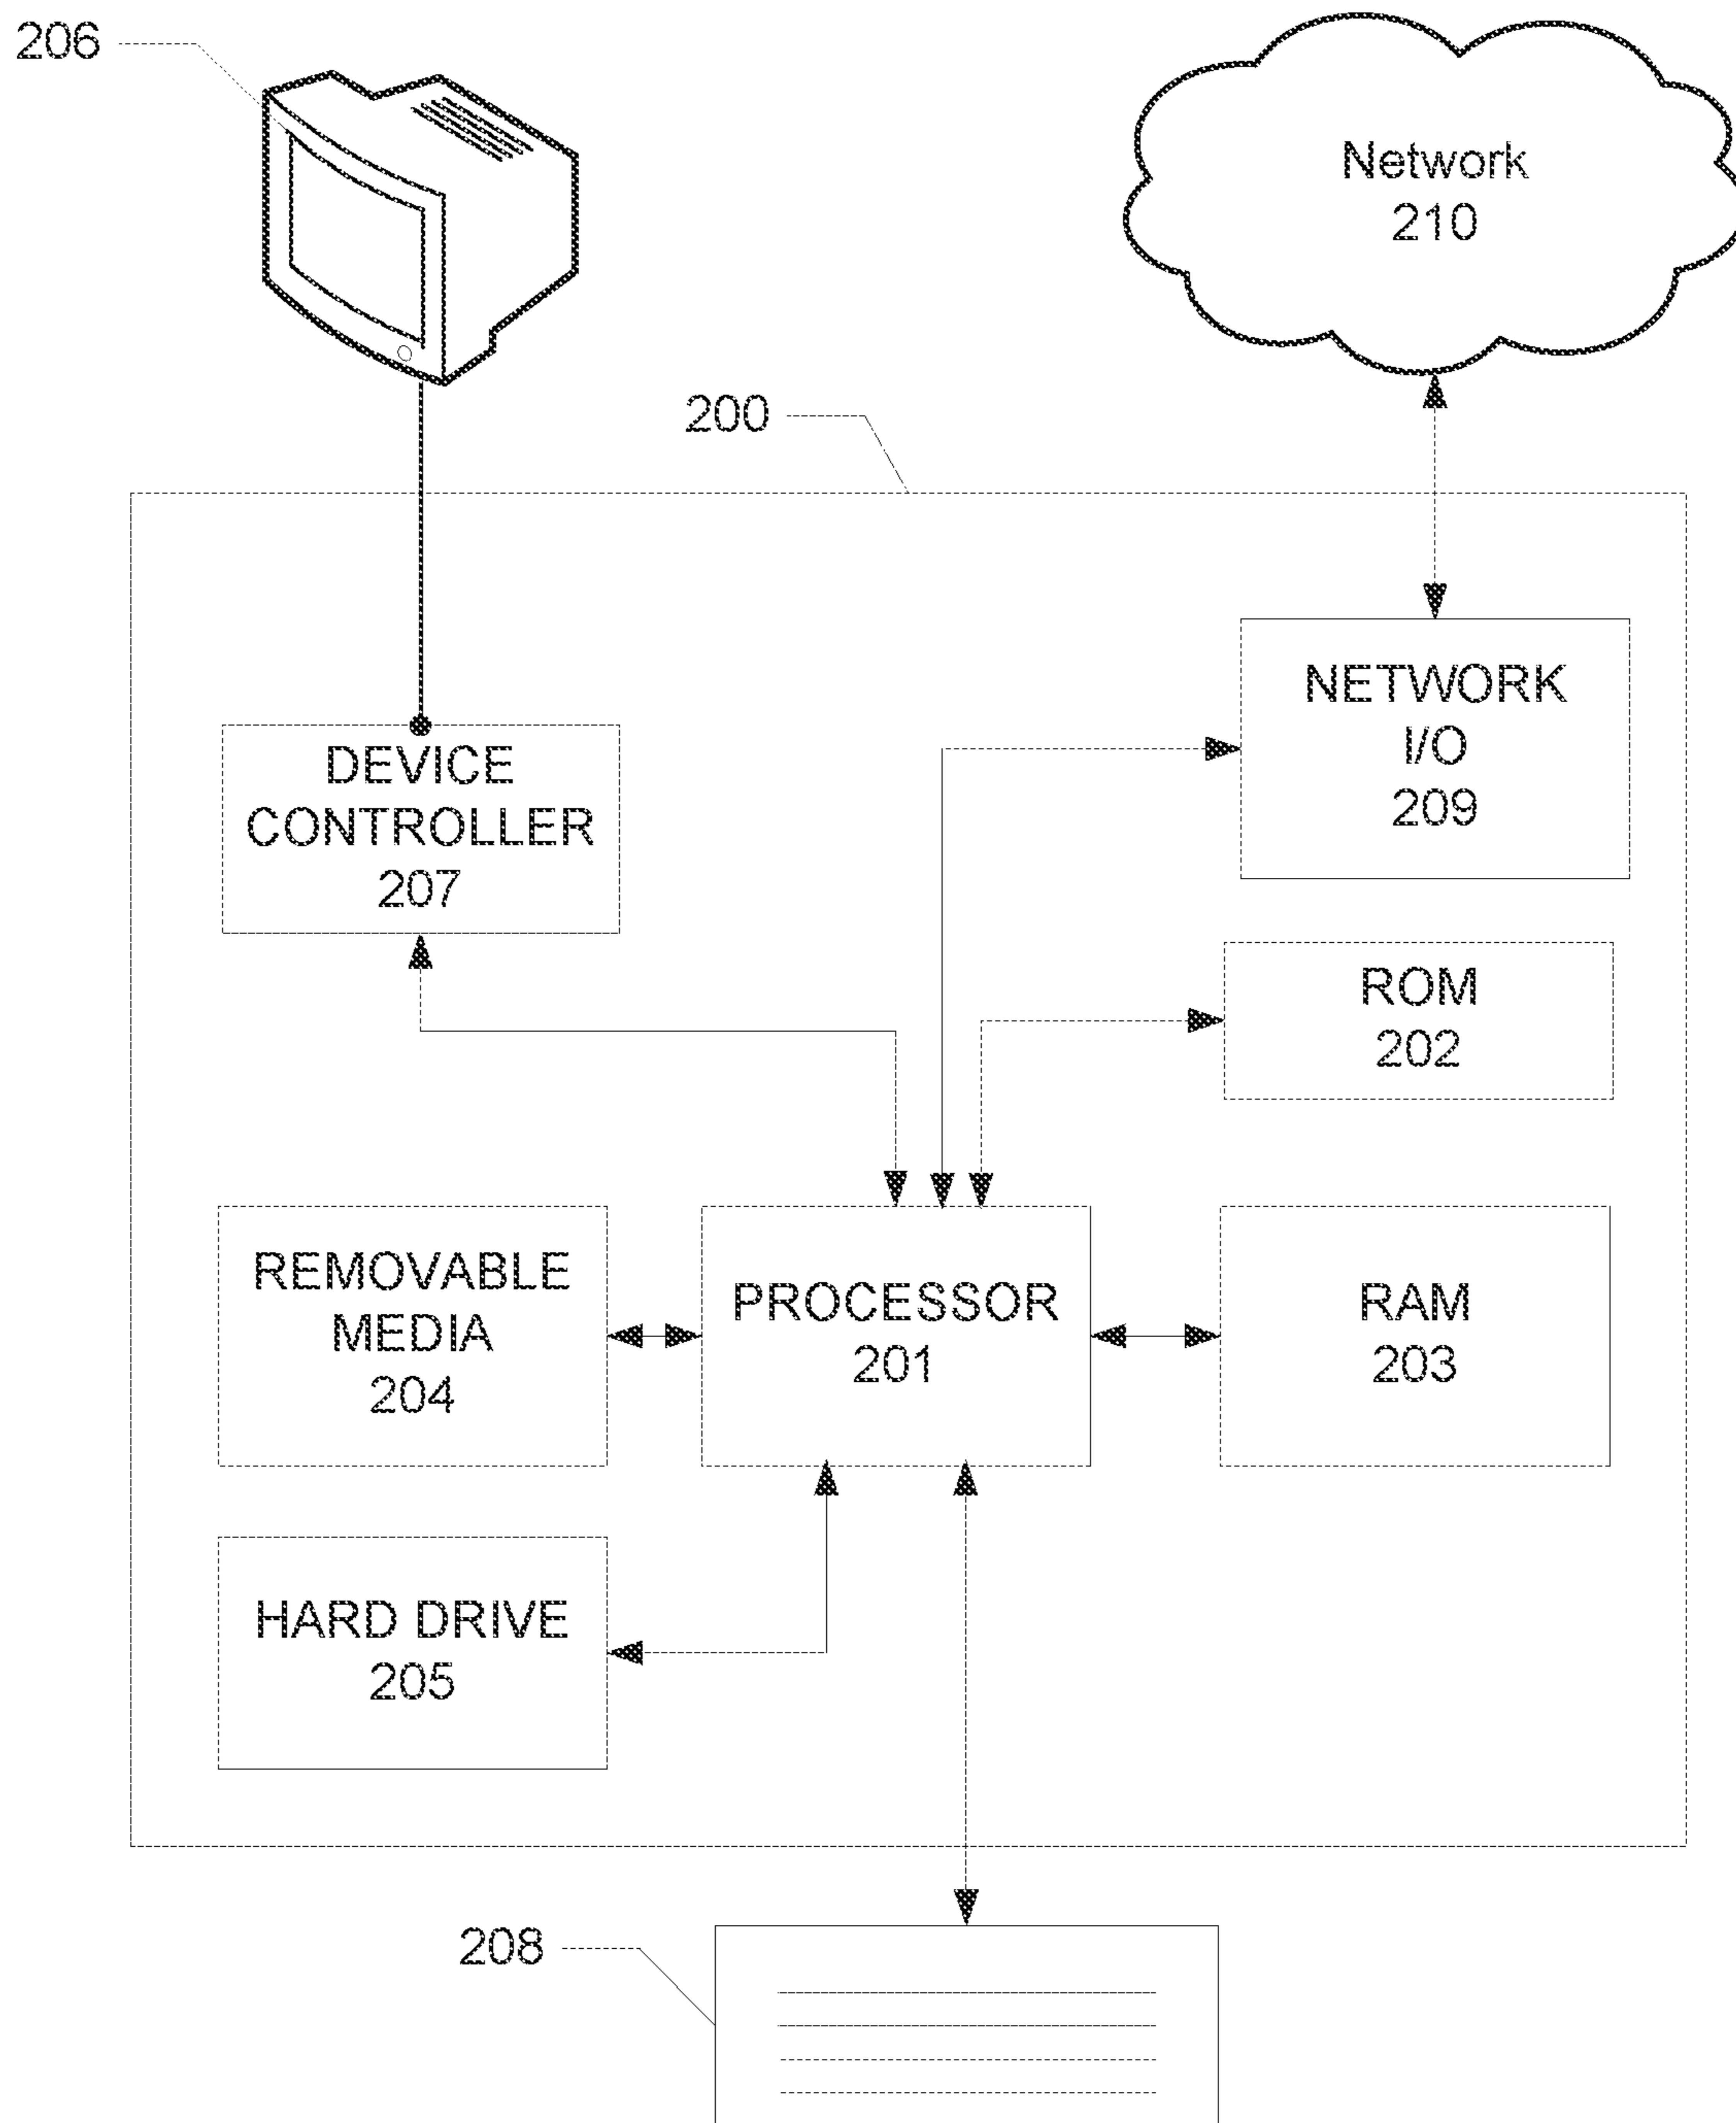 206
Network
210
200
NETWORK
I/O
209
DEVICE
CONTROLLER
207
ROM
202
REMOVABLE
MEDIA
204
PROCESSOR
201
RAM
203
HARD DRIVE
205
208